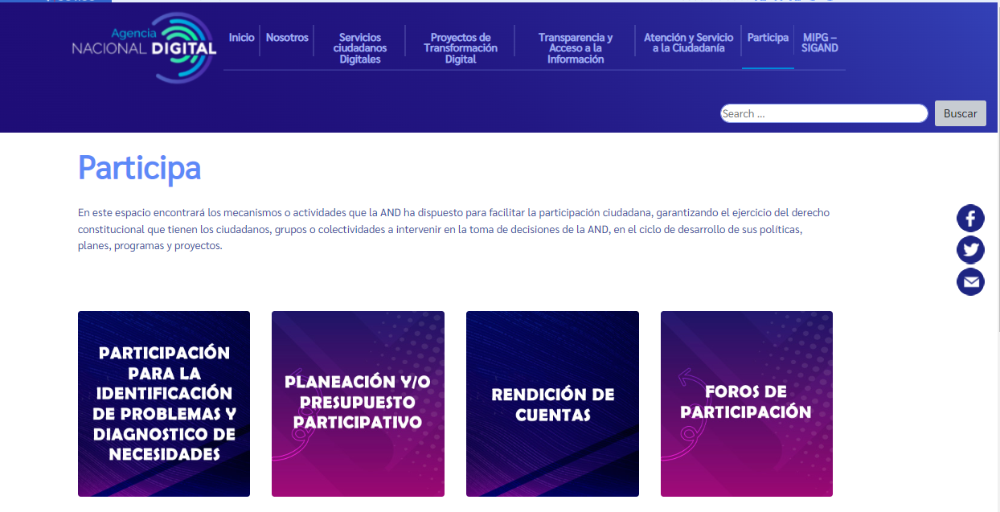 Agencia
NACIONAL DIGITAL
Inicio
Nosotros
Servicios
ciudadanos
Digitales
Proyectos de
Transformación
Digital
Transparencia y
Acceso a la
Información
Atención y Servicio
a la Ciudadanía
Participa
MIPG –
SIGAND
Search ...
Buscar
Participa
En este espacio encontrará los mecanismos o actividades que la AND ha dispuesto para facilitar la participación ciudadana, garantizando el ejercicio del derecho
constitucional que tienen los ciudadanos, grupos o colectividades a intervenir en la toma de decisiones de la AND, en el ciclo de desarrollo de sus políticas,
planes, programas y proyectos.
PARTICIPACIÓN
PARA LA
IDENTIFICACIÓN
DE PROBLEMAS Y
DIAGNOSTICO DE
NECESIDADES
PLANEACIÓN Y/O
PRESUPUESTO
PARTICIPATIVO
RENDICIÓN DE
CUENTAS
FOROS DE
PARTICIPACIÓN